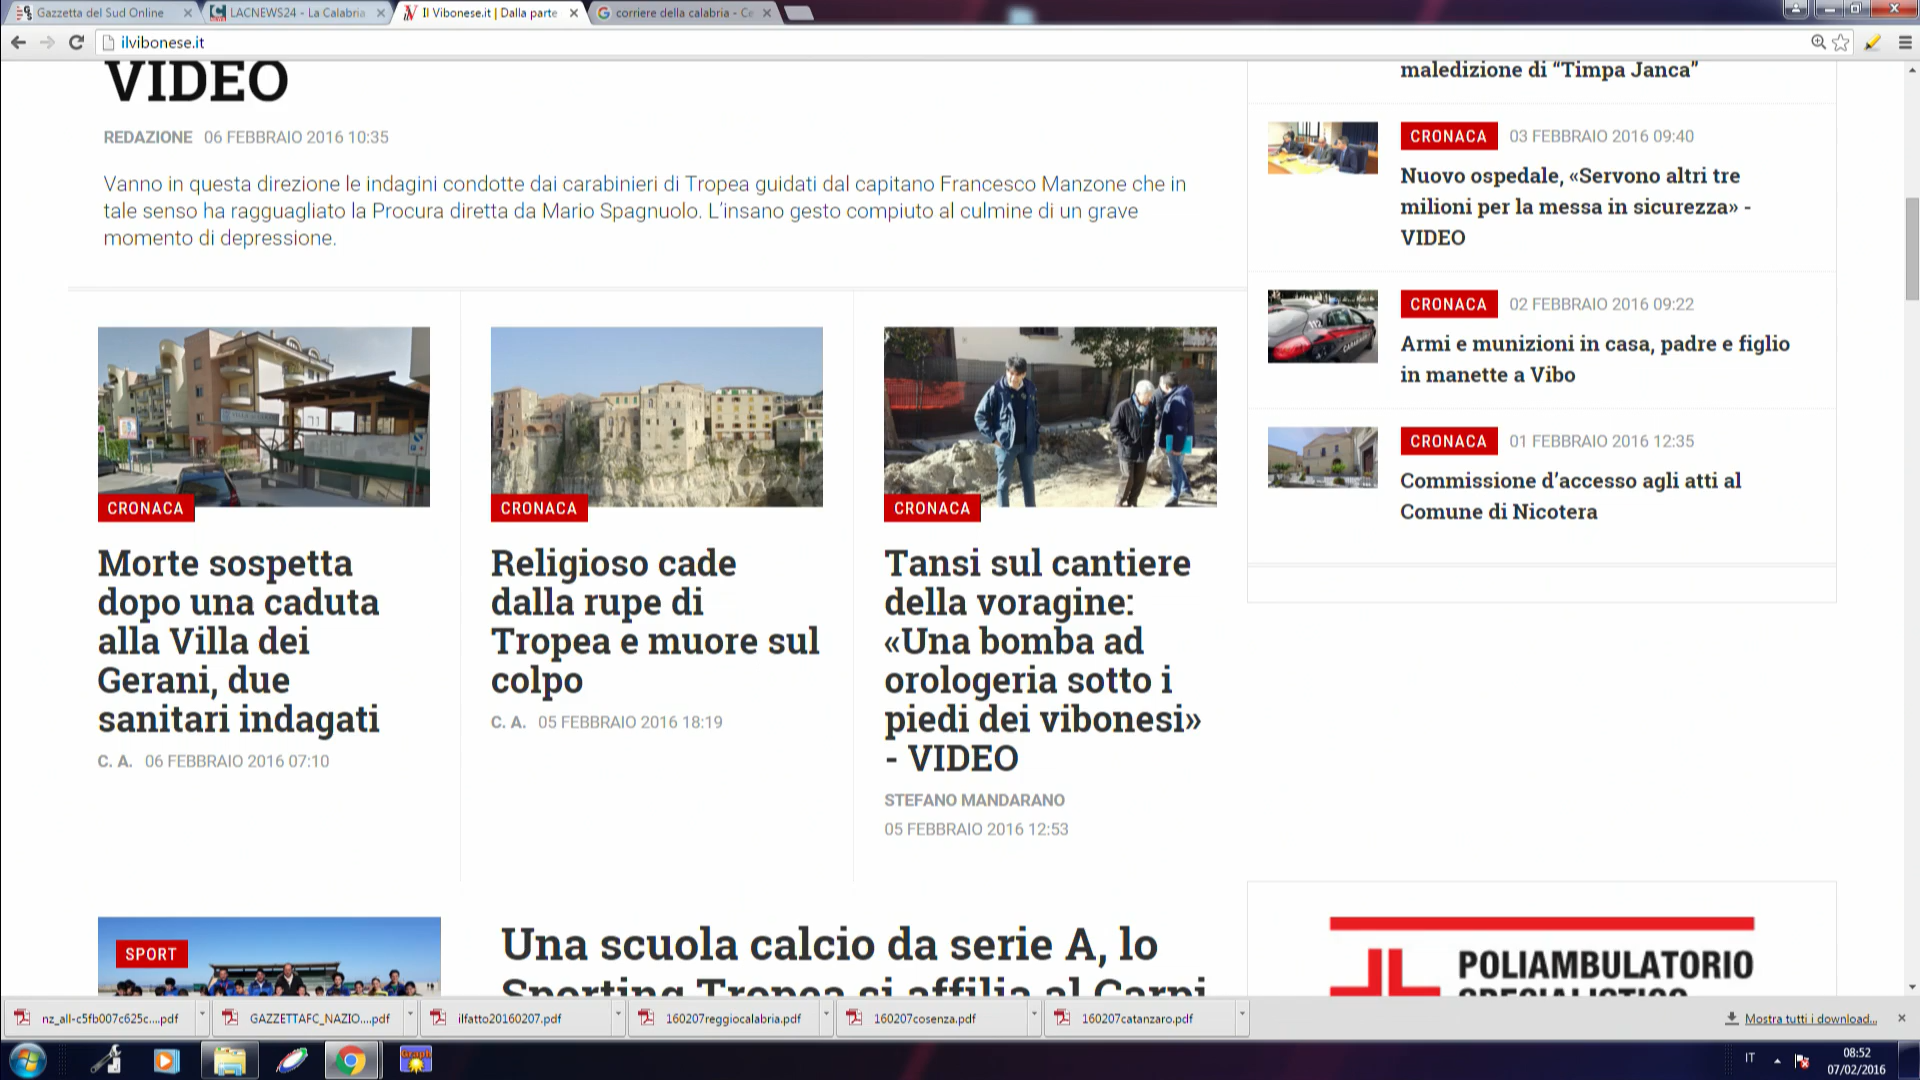 Gazzetta del Sud Online
LACNEWS24 - La Calabria
Il Vibonese.it | Dalla parte
corriere della calabria - Ce
ilvibonese.it
VIDEO
REDAZIONE 06 FEBBRAIO 2016 10:35
Vanno in questa direzione le indagini condotte dai carabinieri di Tropea guidati dal capitano Francesco Manzone che in
tale senso ha ragguagliato la Procura diretta da Mario Spagnuolo. L’insano gesto compiuto al culmine di un grave
momento di depressione.
CRONACA
Morte sospetta
dopo una caduta
alla Villa dei
Gerani, due
sanitari indagati
C. A. 06 FEBBRAIO 2016 07:10
CRONACA
Religioso cade
dalla rupe di
Tropea e muore sul
colpo
C. A. 05 FEBBRAIO 2016 18:19
CRONACA
Tansi sul cantiere
della voragine:
«Una bomba ad
orologeria sotto i
piedi dei vibonesi»
- VIDEO
STEFANO MANDARANO
05 FEBBRAIO 2016 12:53
SPORT
Una scuola calcio da serie A, lo
Sporting Tropea si affilia al Carpi
maledizione di “Timpa Janca”
CRONACA 03 FEBBRAIO 2016 09:40
Nuovo ospedale, «Servono altri tre
milioni per la messa in sicurezza» -
VIDEO
CRONACA 02 FEBBRAIO 2016 09:22
Armi e munizioni in casa, padre e figlio
in manette a Vibo
CRONACA 01 FEBBRAIO 2016 12:35
Commissione d’accesso agli atti al
Comune di Nicotera
POLIAMBULATORIO
SPECIALISTICO
nz_all-c5fb007c625c....pdf
GAZZETTAFC_NAZIO....pdf
ilfatto20160207.pdf
160207reggiocalabria.pdf
160207cosenza.pdf
160207catanzaro.pdf
Mostra tutti i download...
Graph
IT
08:52
07/02/2016